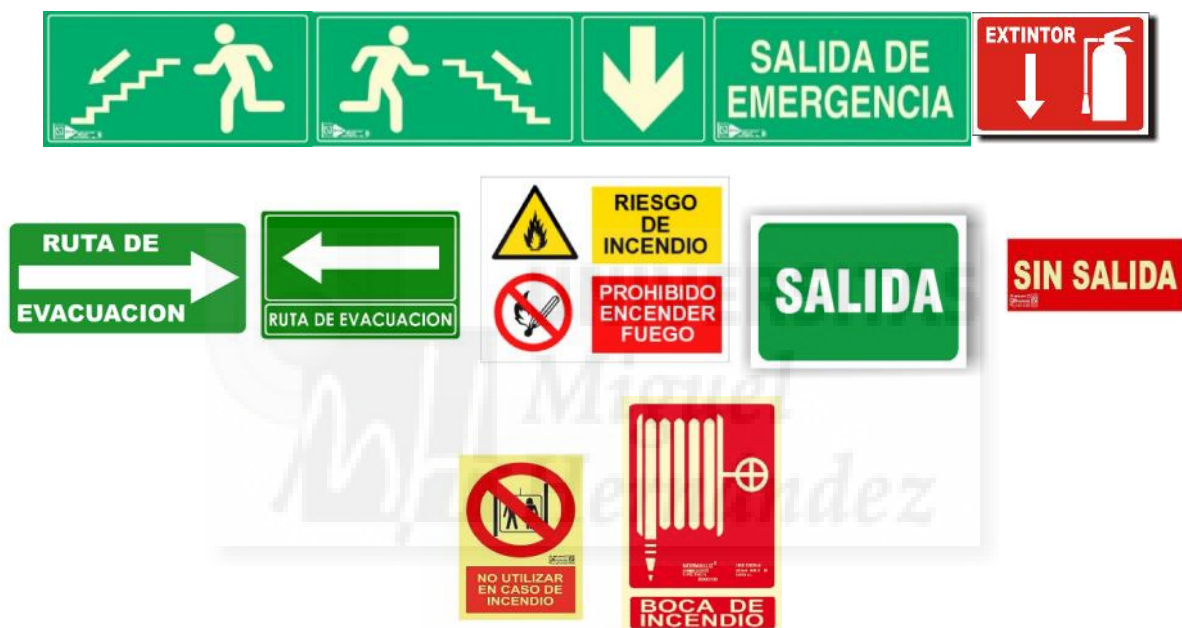 SALIDA DE
EMERGENCIA
EXTINTOR
RUTA DE
EVACUACION
RUTA DE EVACUACION
RIESGO
DE
INCENDIO
PROHIBIDO
ENCENDER
FUEGO
SALIDA
SIN SALIDA
UNIVERSITAS
Miguel
Hernández
NO UTILIZAR
EN CASO DE
INCENDIO
BOCA DE
INCENDIO